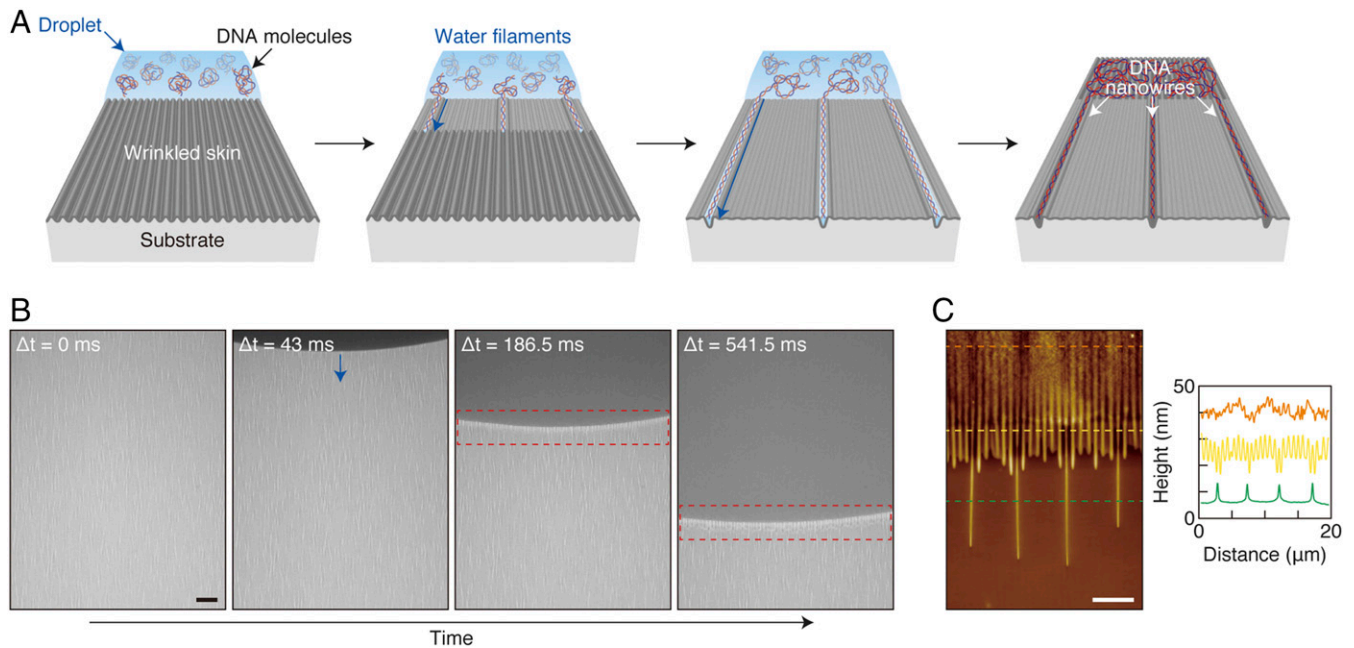 A
Droplet
DNA molecules
Water filaments
DNA
nanowires
Wrinkled skin
Substrate
B
Δt = 0 ms
Δt = 43 ms
Δt = 186.5 ms
Δt = 541.5 ms
Time
C
50
Height (nm)
0
0
20
Distance (μm)